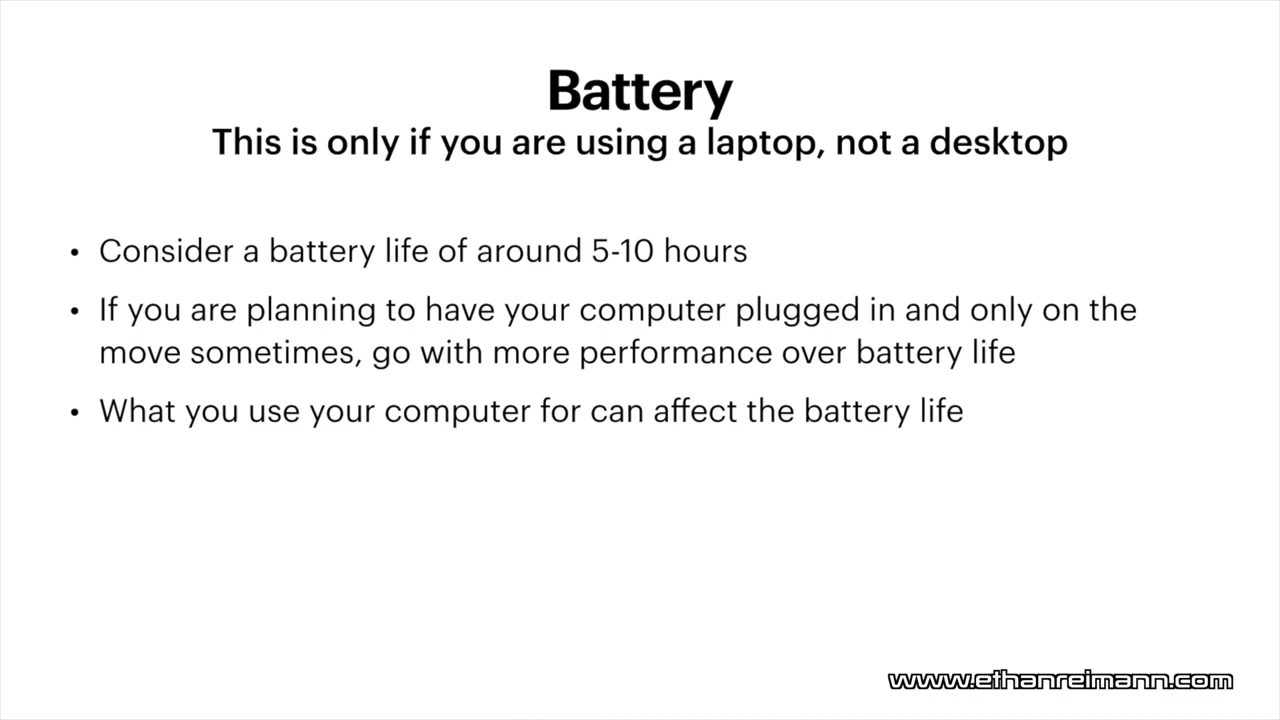 Battery
This is only if you are using a laptop, not a desktop
• Consider a battery life of around 5-10 hours
• If you are planning to have your computer plugged in and only on the
move sometimes, go with more performance over battery life
• What you use your computer for can affect the battery life
www.ethanreimann.com